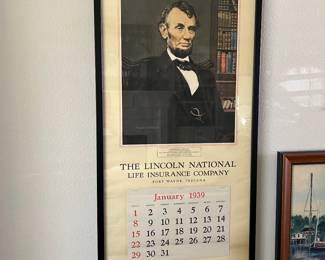 THE LINCOLN NATIONAL
LIFE INSURANCE COMPANY
FORT WAYNE, INDIANA
January 1939
1 2 3 4 5 6 7
8 9 10 11 12 13 14
15 16 17 18 19 20 21
22 23 24 25 26 27 28
29 30 31